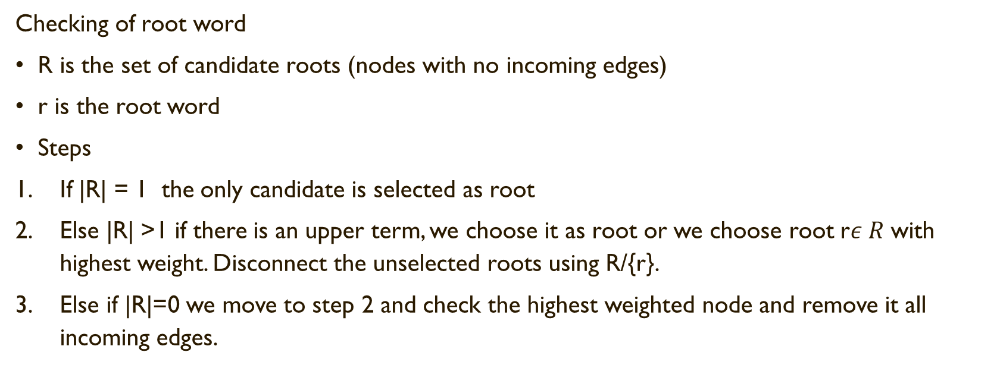 Checking of root word
• R is the set of candidate roots (nodes with no incoming edges)
• r is the root word
• Steps
1. If |R| = 1 the only candidate is selected as root
2. Else |R| >1 if there is an upper term, we choose it as root or we choose root rϵ R with
highest weight. Disconnect the unselected roots using R/{r}.
3. Else if |R|=0 we move to step 2 and check the highest weighted node and remove it all
incoming edges.